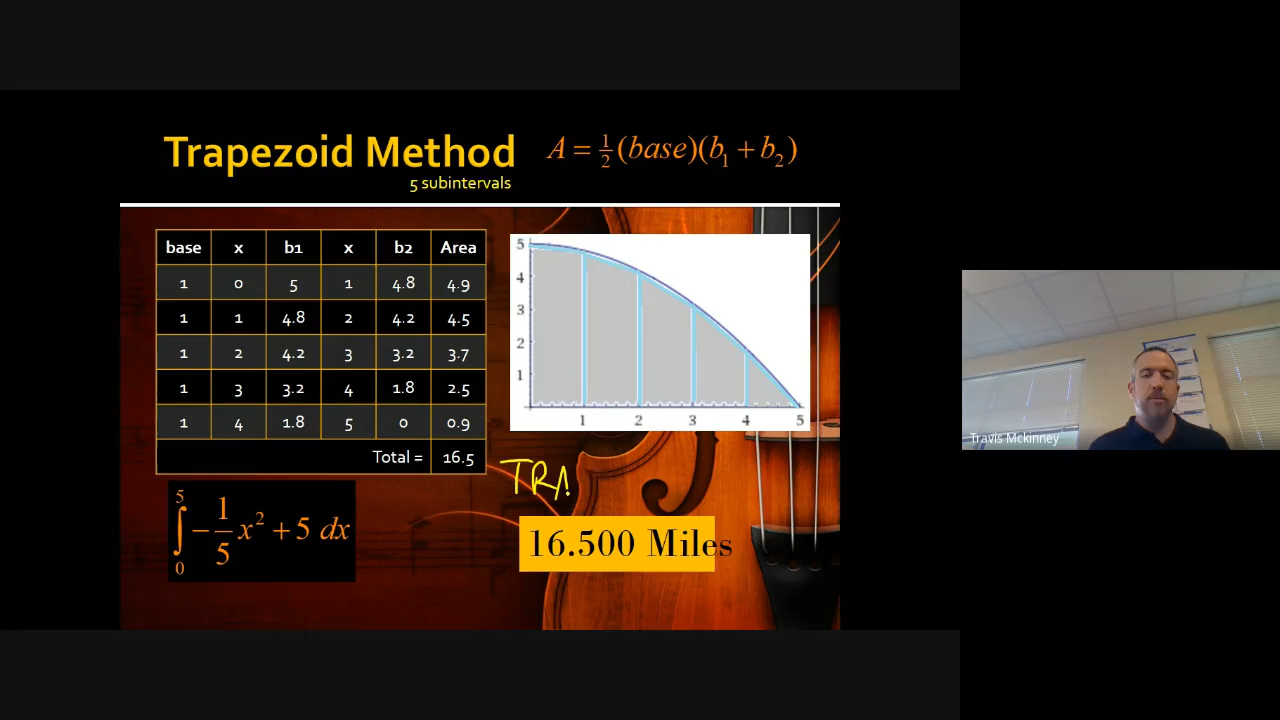 Trapezoid Method
A = 1/2 (base)(b₁ + b₂)
5 subintervals
base x b1 x b2 Area
1 0 5 1 4.8 4.9
1 1 4.8 2 4.2 4.5
1 2 4.2 3 3.2 3.7
1 3 3.2 4 1.8 2.5
1 4 1.8 5 0 0.9
Total = 16.5
5
4
3
2
1
1 2 3 4 5
TRA
∫₀⁵ -1/5 x² + 5 dx
16.500 Miles
Travis Mckinney